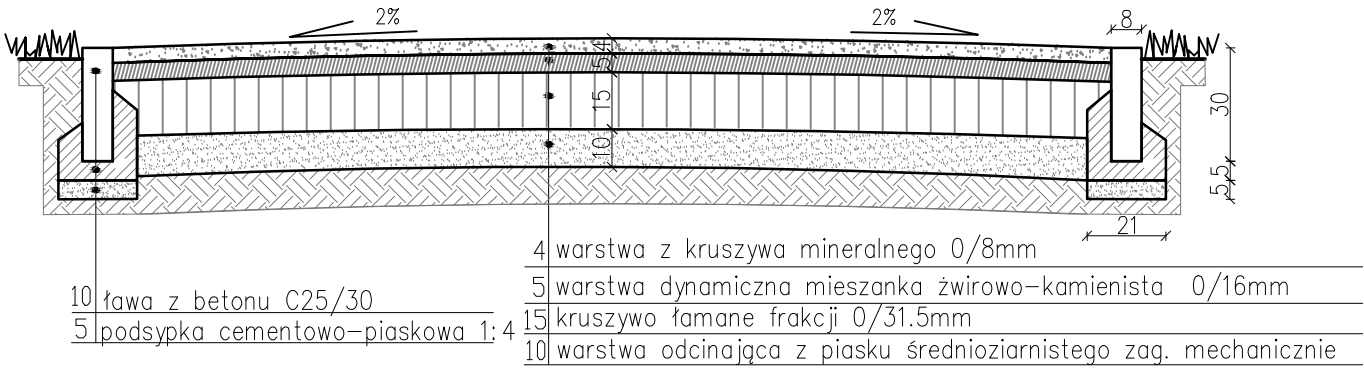 2%
2%
8
4
5
15
10
30
5
5
21
4 warstwa z kruszywa mineralnego 0/8mm
5 warstwa dynamiczna mieszanka żwirowo-kamienista 0/16mm
15 kruszywo łamane frakcji 0/31.5mm
10 warstwa odcinająca z piasku średnioziarnistego zag. mechanicznie
10 ława z betonu C25/30
5 podsypka cementowo-piaskowa 1:4